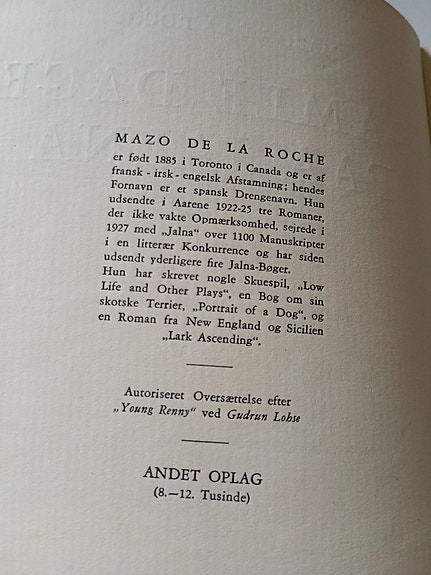 MAZO DE LA ROCHE
er født 1885 i Toronto i Canada og er af
fransk - irsk - engelsk Afstamning; hendes
Fornavn er et spansk Drengenavn. Hun
udsendte i Aarene 1922-25 tre Romaner,
der ikke vakte Opmærksomhed, sejrede i
1927 med „Jalna“ over 1100 Manuskripter
i en litterær Konkurrence og har siden
udsendt yderligere fire Jalna-Bøger.
Hun har skrevet nogle Skuespil, „Low
Life and Other Plays“, en Bog om sin
skotske Terrier, „Portrait of a Dog“, og
en Roman fra New England og Sicilien
„Lark Ascending“.
Autoriseret Oversættelse efter
„Young Renny“ ved Gudrun Lohse
ANDET OPLAG
(8.—12. Tusinde)